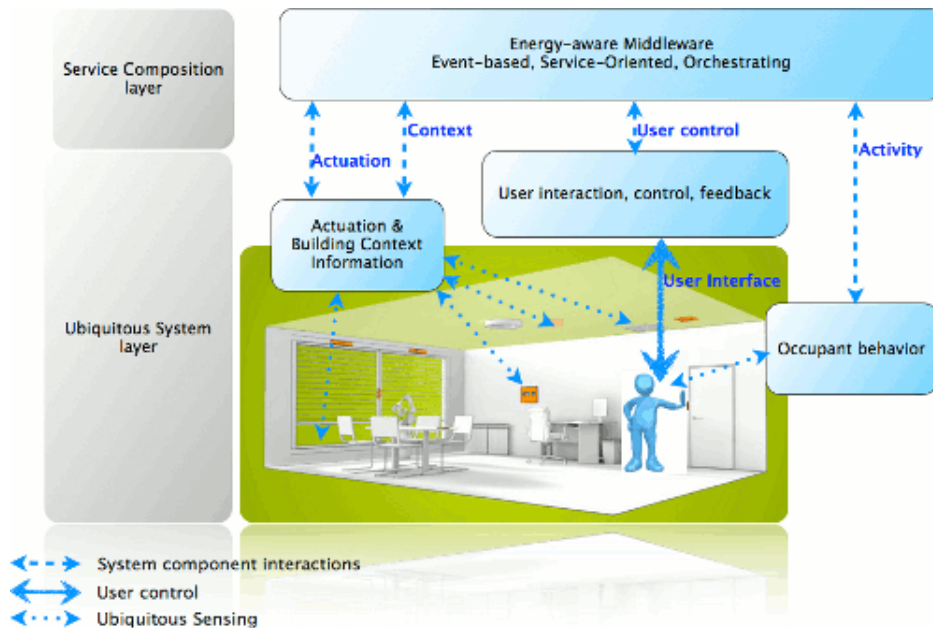 Energy-aware Middleware
Event-based, Service-Oriented, Orchestrating
Service Composition
layer
Context
User control
Actuation
Activity
User interaction, control, feedback
Actuation &
Building Context
Information
User Interface
Ubiquitous System
layer
Occupant behavior
System component interactions
User control
Ubiquitous Sensing